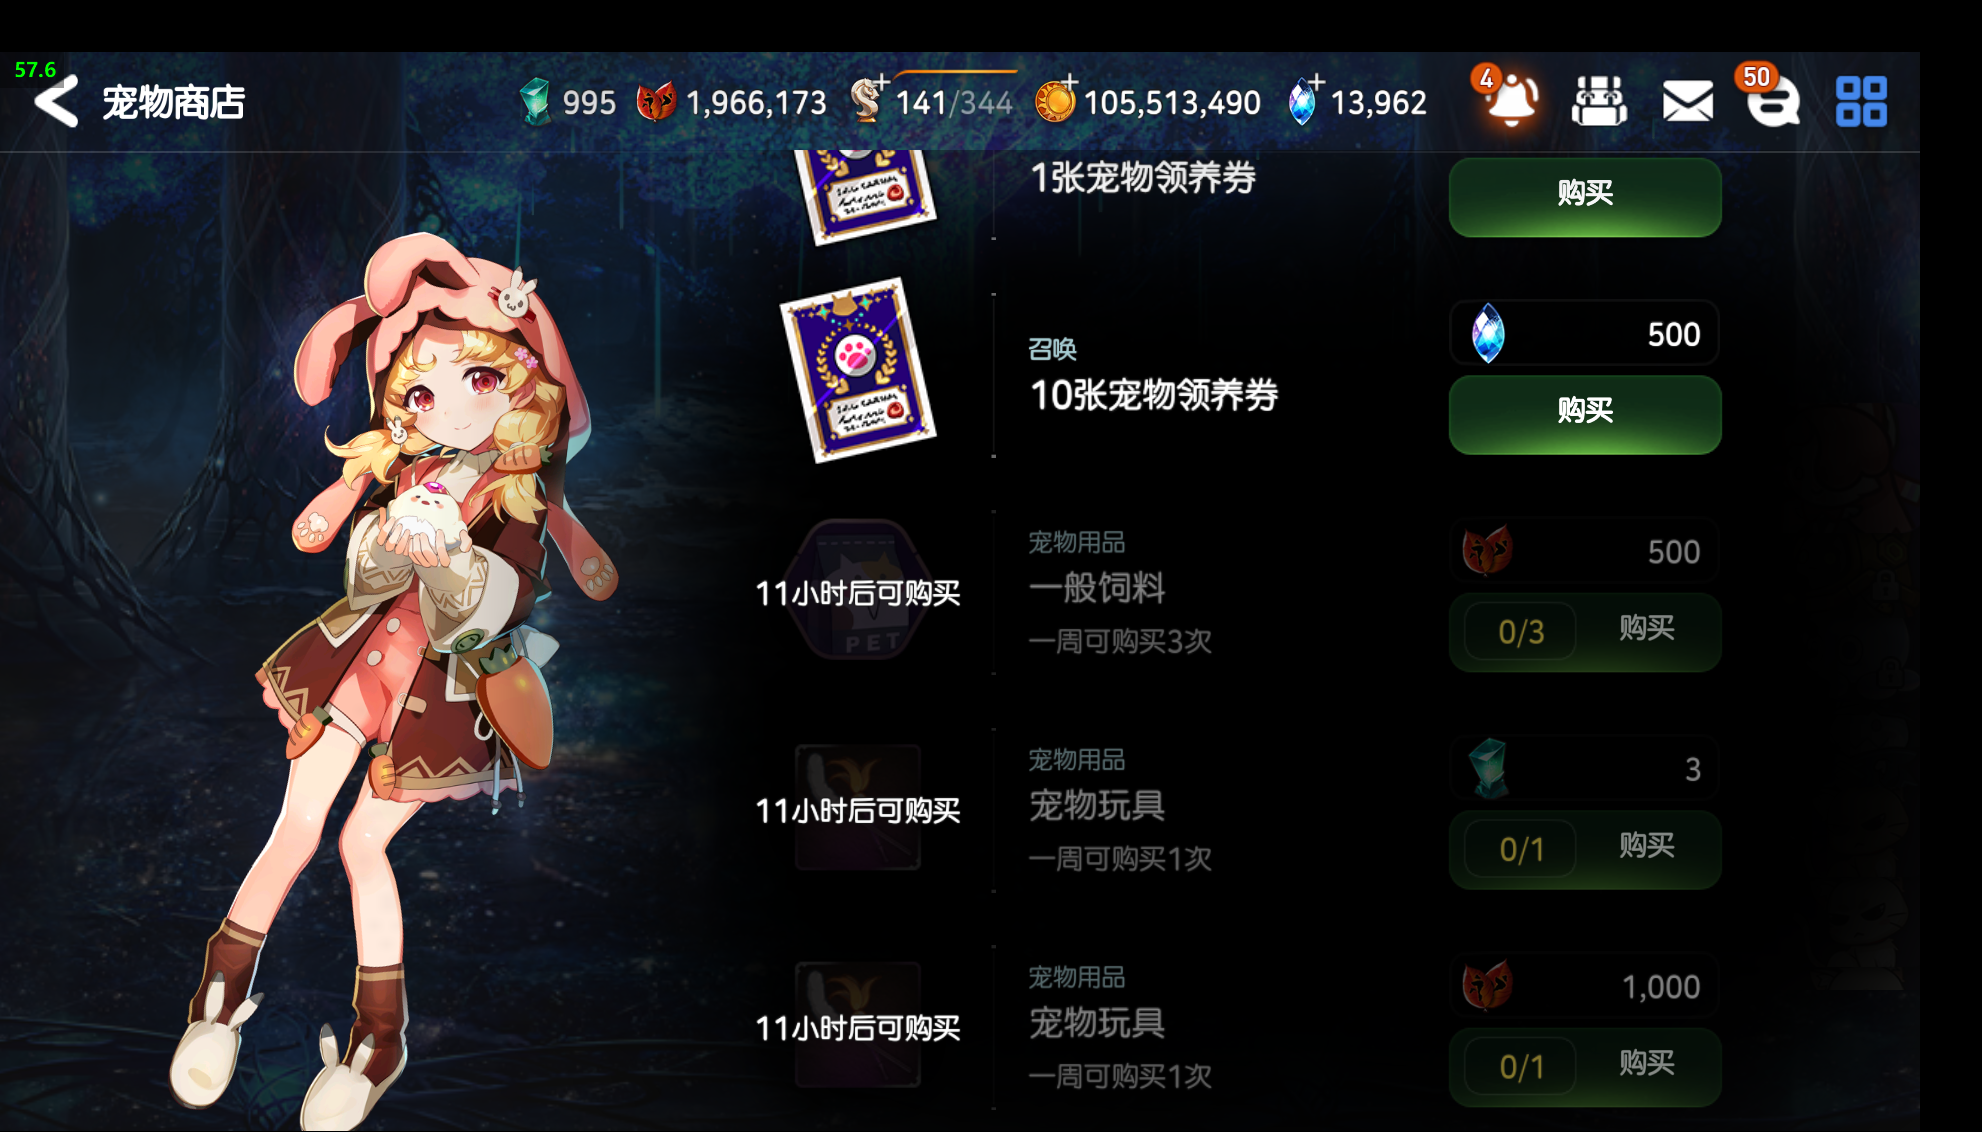 57.6
宠物商店
995
1,966,173
141/344
105,513,490
13,962
4
50
1张宠物领养券
购买
召唤
10张宠物领养券
500
购买
11小时后可购买
PET
宠物用品
一般饲料
一周可购买3次
500
0/3
购买
11小时后可购买
宠物用品
宠物玩具
一周可购买1次
3
0/1
购买
11小时后可购买
宠物用品
宠物玩具
一周可购买1次
1,000
0/1
购买